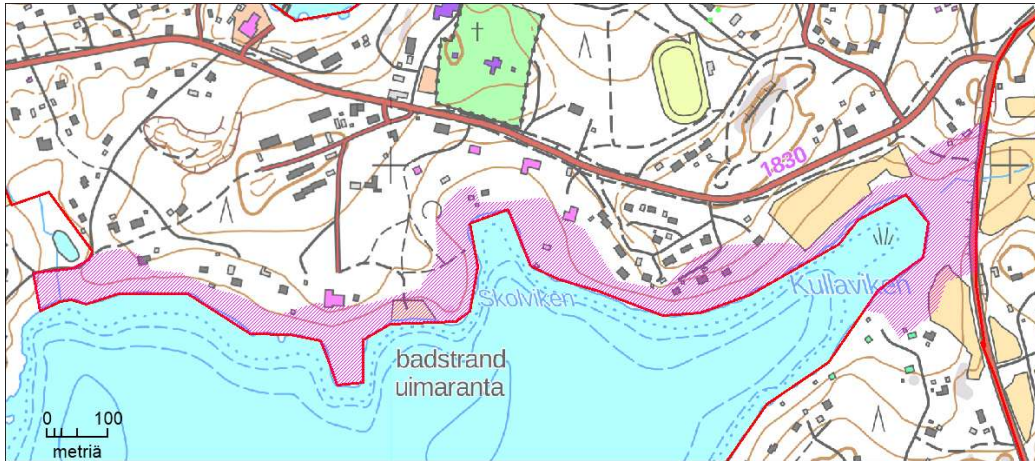 1830
Skolviken
Kullaviken
badstrand
uimaranta
0 100
metriä